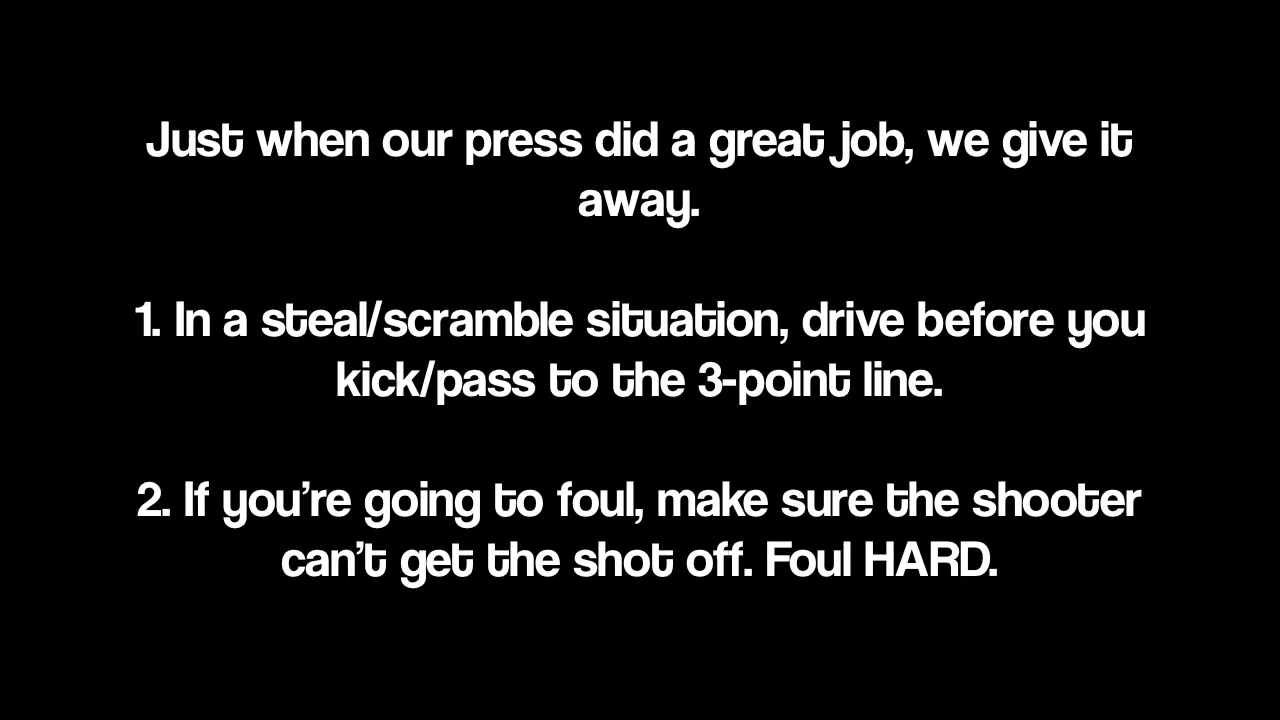 Just when our press did a great job, we give it
away.
1. In a steal/scramble situation, drive before you
kick/pass to the 3-point line.
2. If you’re going to foul, make sure the shooter
can’t get the shot off. Foul HARD.